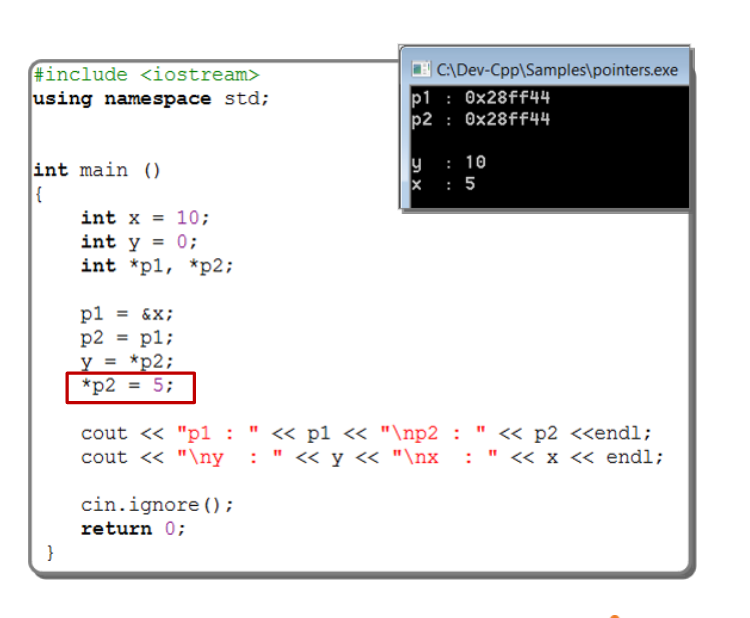 #include <iostream>
using namespace std;
int main ()
{
int x = 10;
int y = 0;
int *p1, *p2;
p1 = &x;
p2 = p1;
y = *p2;
*p2 = 5;
cout << "p1 : " << p1 << "\np2 : " << p2 <<endl;
cout << "\ny  : " << y << "\nx  : " << x << endl;
cin.ignore();
return 0;
}
C:\Dev-Cpp\Samples\pointers.exe
p1 : 0x28ff44
p2 : 0x28ff44
y  : 10
x  : 5